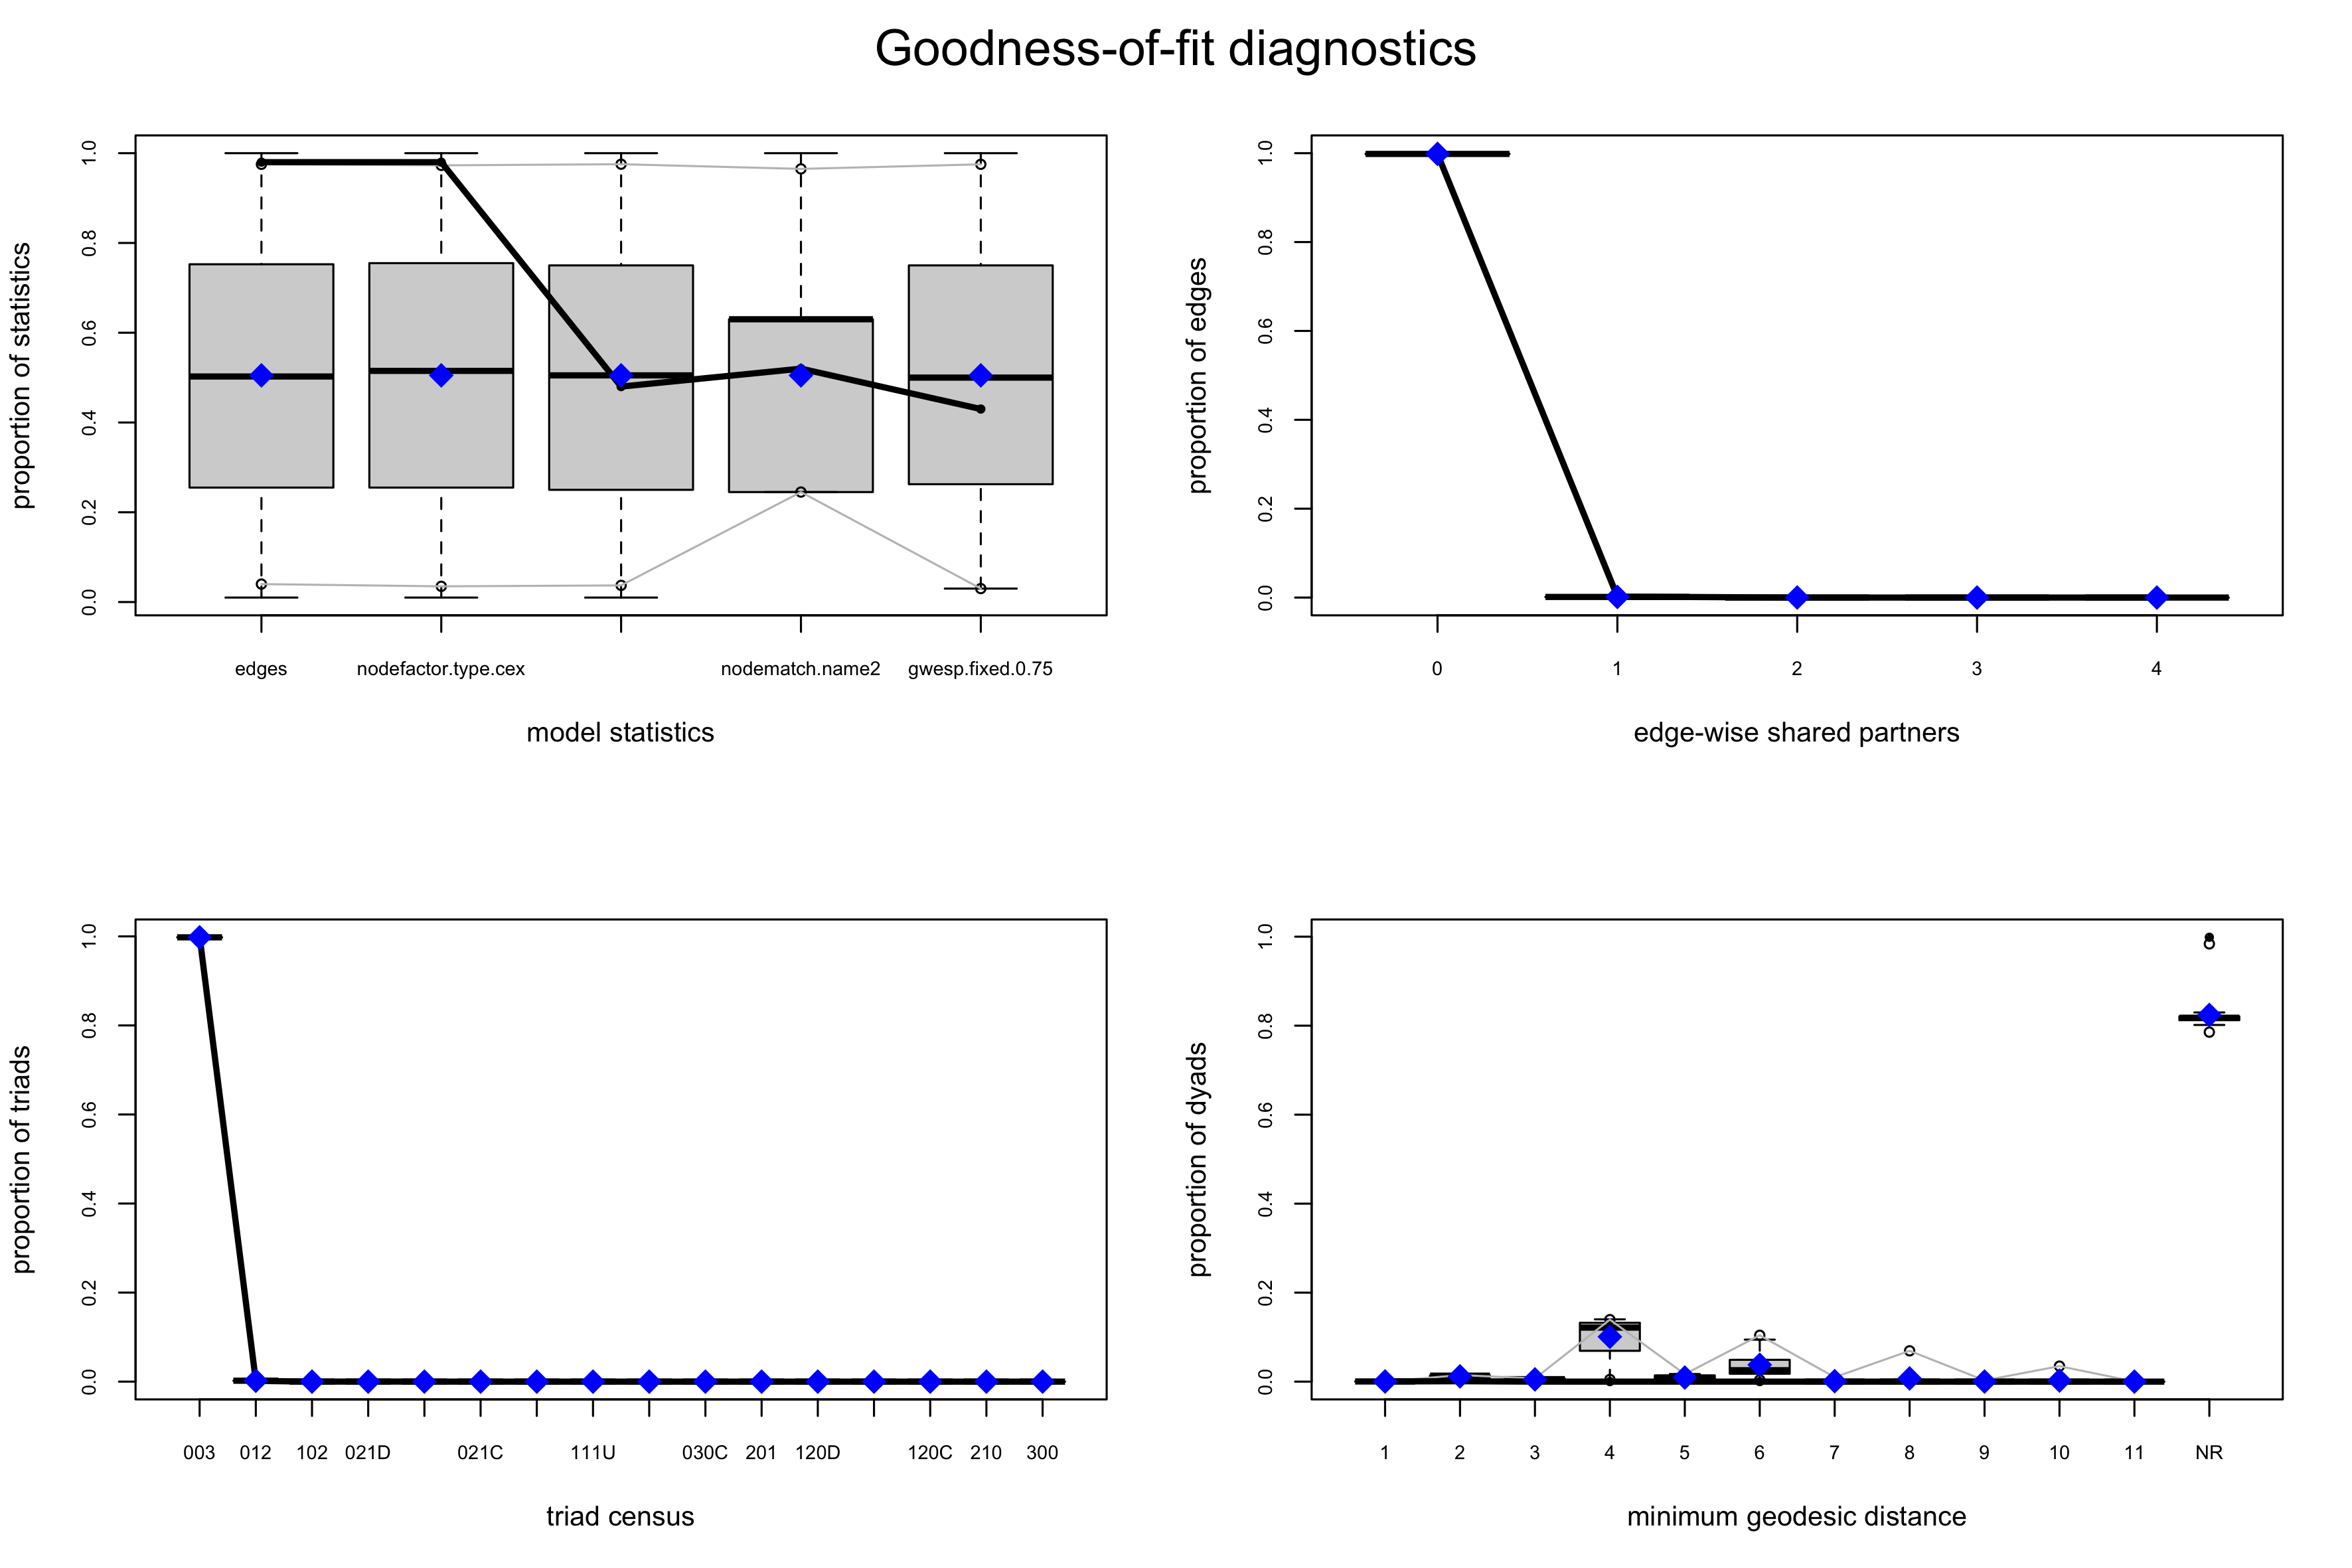 Goodness-of-fit diagnostics
proportion of statistics
0.0 0.2 0.4 0.6 0.8 1.0
edges nodefactor.type.cex nodematch.name2 gwesp.fixed.0.75
model statistics
proportion of edges
0.0 0.2 0.4 0.6 0.8 1.0
0 1 2 3 4
edge-wise shared partners
proportion of triads
0.0 0.2 0.4 0.6 0.8 1.0
003 012 102 021D 021C 111U 030C 201 120D 120C 210 300
triad census
proportion of dyads
0.0 0.2 0.4 0.6 0.8 1.0
1 2 3 4 5 6 7 8 9 10 11 NR
minimum geodesic distance